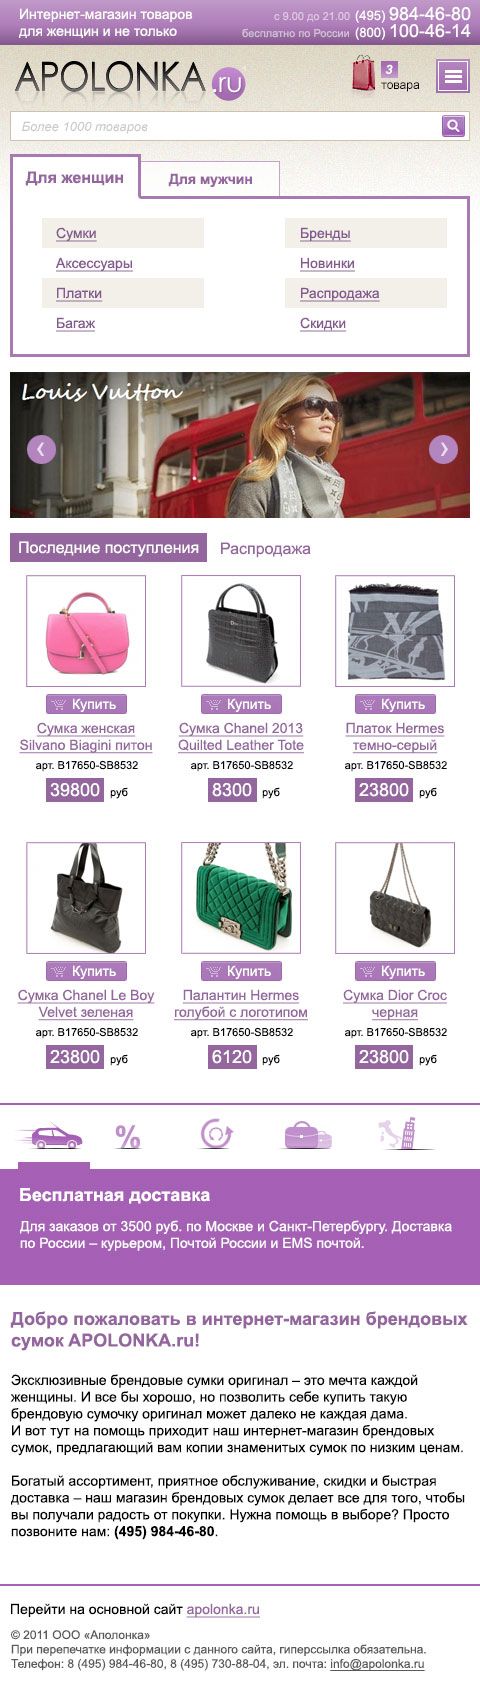 Интернет-магазин товаров
для женщин и не только
с 9.00 до 21.00 (495) 984-46-80
бесплатно по России (800) 100-46-14
APOLONKA.ru
3
товара
Более 1000 товаров
Для женщин
Для мужчин
Сумки
Бренды
Аксессуары
Новинки
Платки
Распродажа
Багаж
Скидки
Louis Vuitton
Последние поступления
Распродажа
Купить
Купить
Купить
Сумка женская
Silvano Biagini питон
арт. B17650-SB8532
39800 руб
Сумка Chanel 2013
Quilted Leather Tote
арт. B17650-SB8532
8300 руб
Платок Hermes
темно-серый
арт. B17650-SB8532
23800 руб
Купить
Купить
Купить
Сумка Chanel Le Boy
Velvet зеленая
арт. B17650-SB8532
23800 руб
Палантин Hermes
голубой с логотипом
арт. B17650-SB8532
6120 руб
Сумка Dior Croc
черная
арт. B17650-SB8532
23800 руб
%
Бесплатная доставка
Для заказов от 3500 руб. по Москве и Санкт-Петербургу. Доставка
по России – курьером, Почтой России и EMS почтой.
Добро пожаловать в интернет-магазин брендовых
сумок APOLONKA.ru!
Эксклюзивные брендовые сумки оригинал – это мечта каждой
женщины. И все бы хорошо, но позволить себе купить такую
брендовую сумочку оригинал может далеко не каждая дама.
И вот тут на помощь приходит наш интернет-магазин брендовых
сумок, предлагающий вам копии знаменитых сумок по низким ценам.
Богатый ассортимент, приятное обслуживание, скидки и быстрая
доставка – наш магазин брендовых сумок делает все для того, чтобы
вы получали радость от покупки. Нужна помощь в выборе? Просто
позвоните нам: (495) 984-46-80.
Перейти на основной сайт apolonka.ru
© 2011 ООО «Аполонка»
При перепечатке информации с данного сайта, гиперссылка обязательна.
Телефон: 8 (495) 984-46-80, 8 (495) 730-88-04, эл. почта: info@apolonka.ru